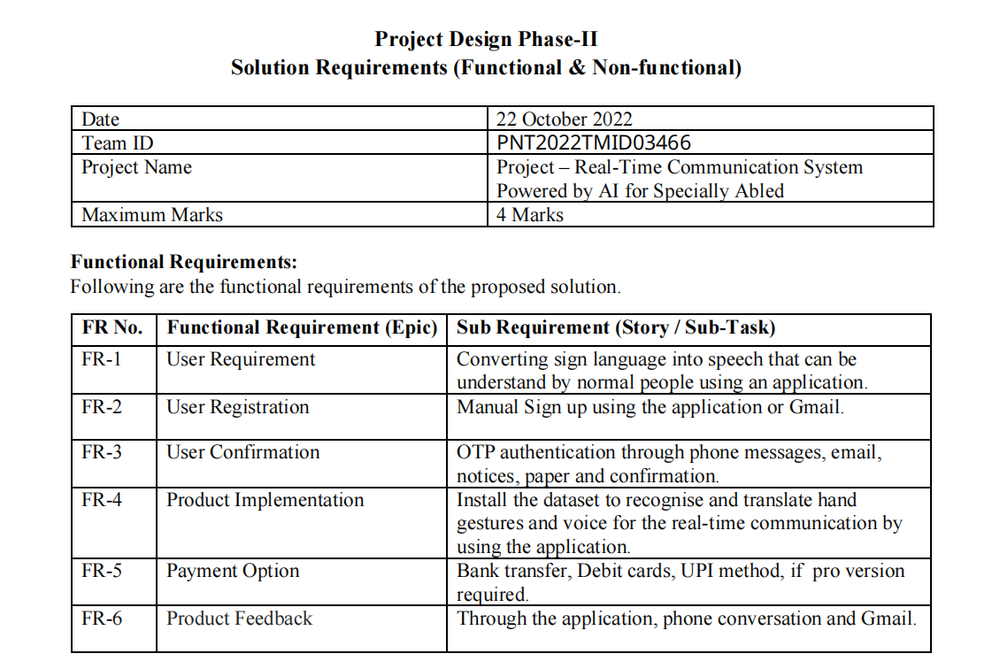 Project Design Phase-II
Solution Requirements (Functional & Non-functional)
Date 22 October 2022
Team ID PNT2022TMID03466
Project Name Project – Real-Time Communication System
Powered by AI for Specially Abled
Maximum Marks 4 Marks
Functional Requirements:
Following are the functional requirements of the proposed solution.
FR No. Functional Requirement (Epic) Sub Requirement (Story / Sub-Task)
FR-1 User Requirement Converting sign language into speech that can be
understand by normal people using an application.
FR-2 User Registration Manual Sign up using the application or Gmail.
FR-3 User Confirmation OTP authentication through phone messages, email,
notices, paper and confirmation.
FR-4 Product Implementation Install the dataset to recognise and translate hand
gestures and voice for the real-time communication by
using the application.
FR-5 Payment Option Bank transfer, Debit cards, UPI method, if pro version
required.
FR-6 Product Feedback Through the application, phone conversation and Gmail.